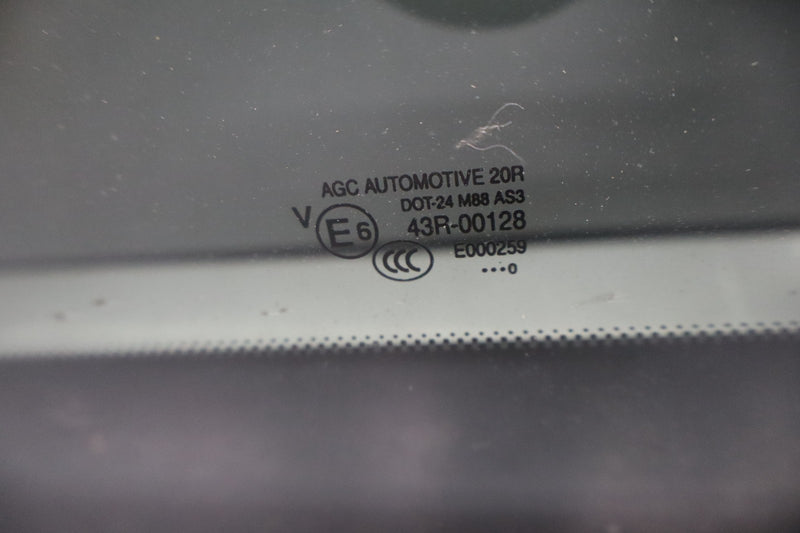 AGC AUTOMOTIVE 20R
DOT-24 M88 AS3
V E6 43R-00128
CCC E000259
•••0